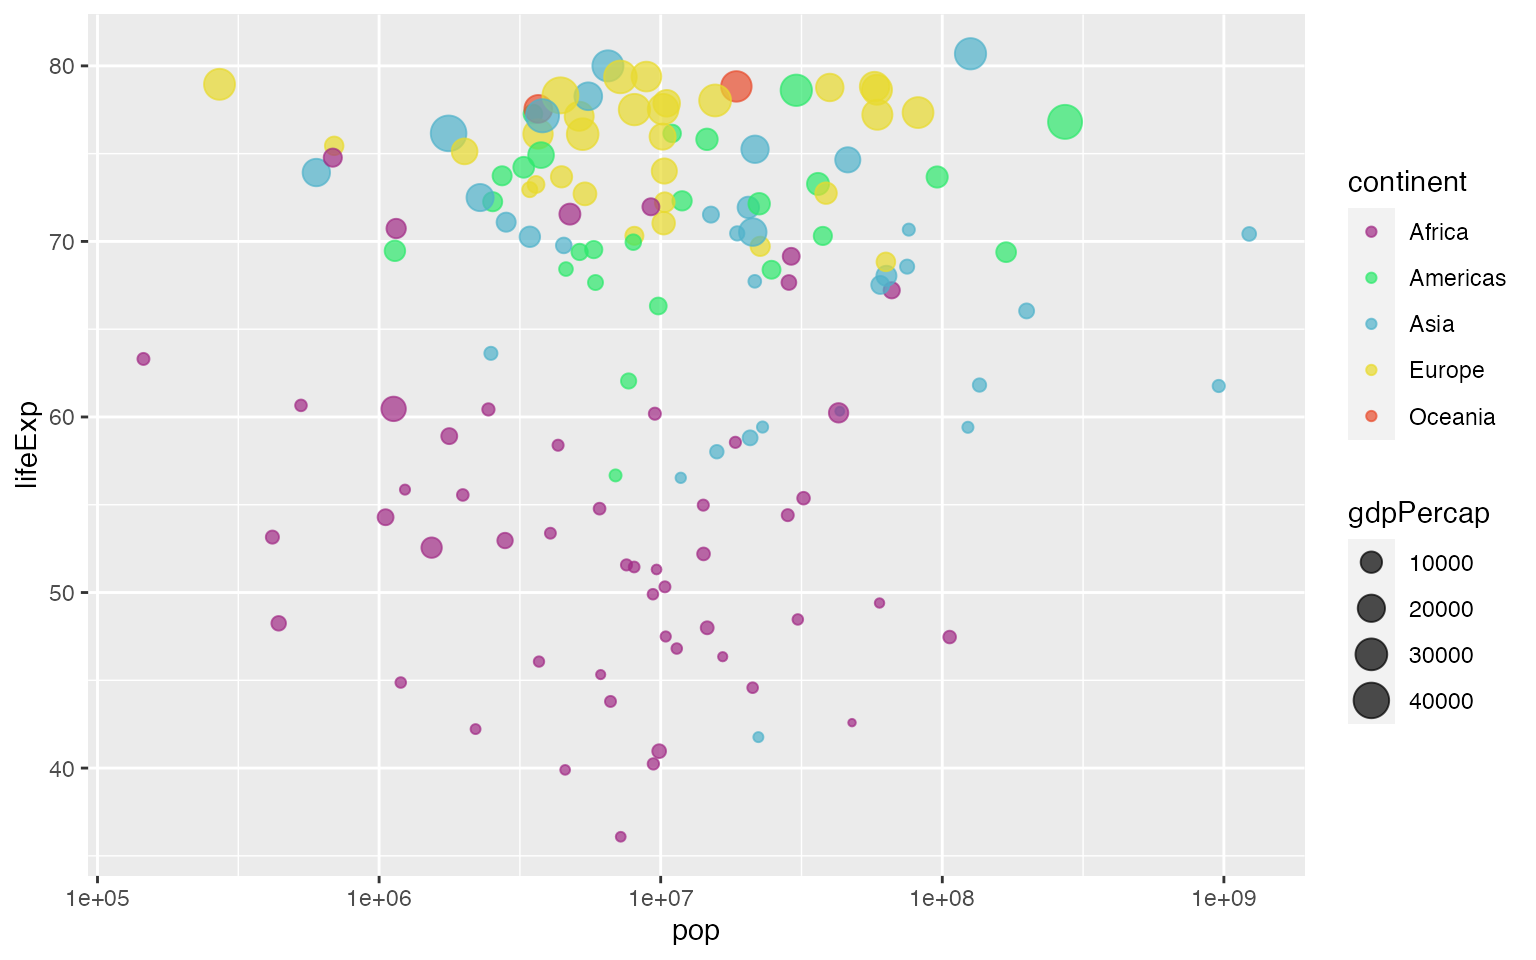 80
70
60
50
40
lifeExp
1e+05
1e+06
1e+07
1e+08
1e+09
pop
continent
Africa
Americas
Asia
Europe
Oceania
gdpPercap
10000
20000
30000
40000